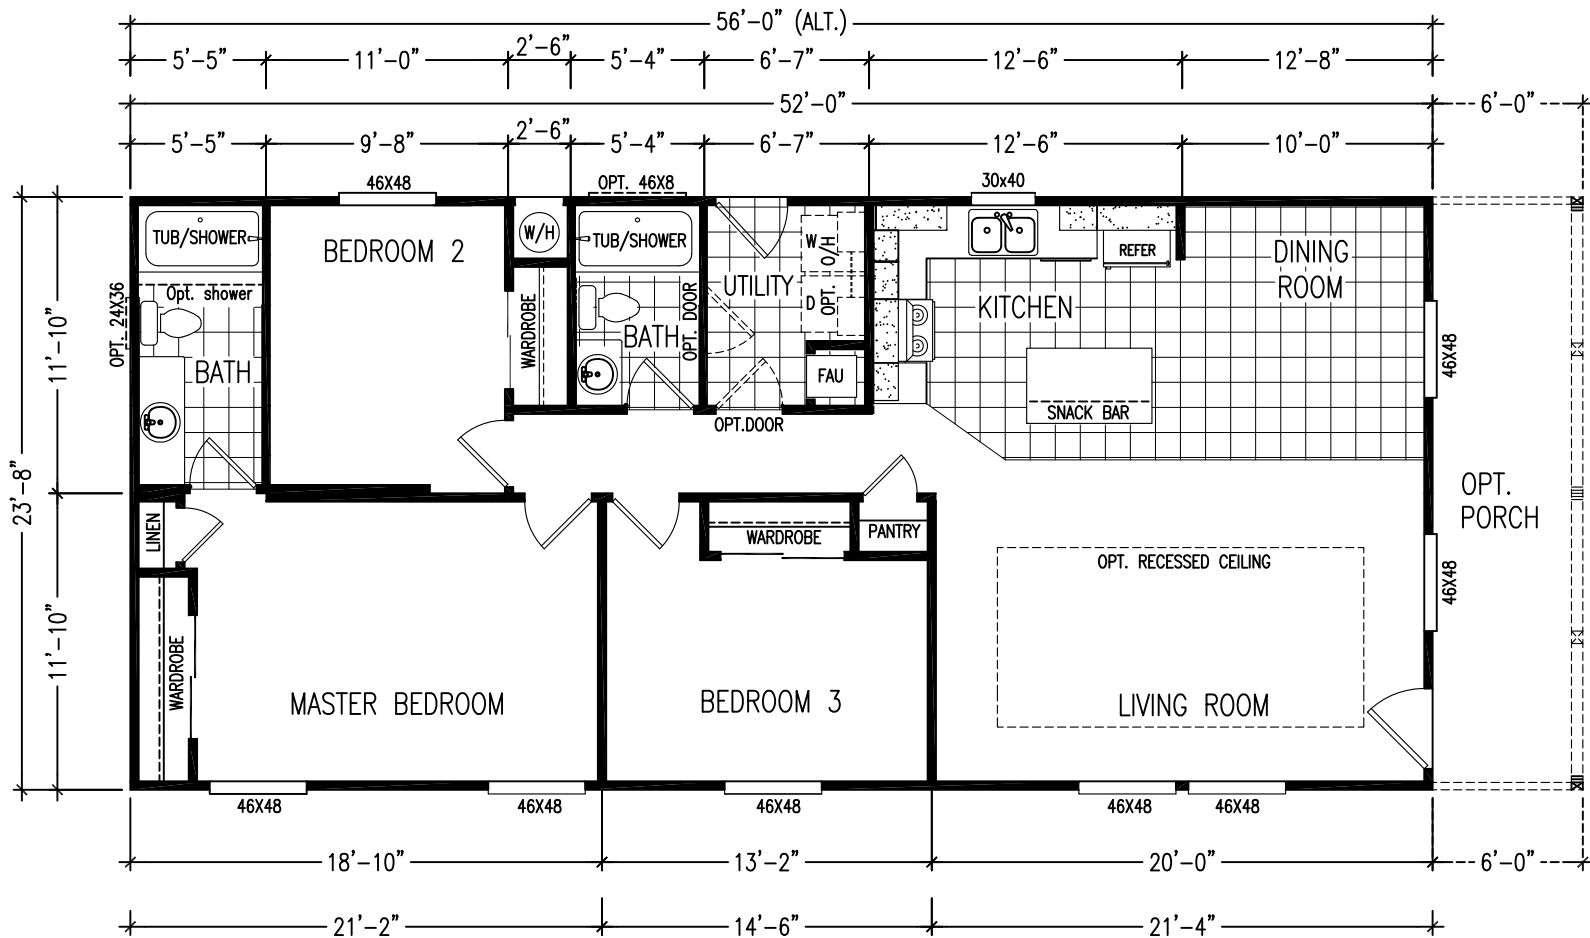 56'-0" (ALT.)
5'-5" 11'-0" 2'-6" 5'-4" 6'-7" 12'-6" 12'-8"
52'-0" 6'-0"
5'-5" 9'-8" 2'-6" 5'-4" 6'-7" 12'-6" 10'-0"
46X48 OPT. 46X8 30x40
TUB/SHOWER
BEDROOM 2
W/H
TUB/SHOWER
W
O/H
REFER
DINING
ROOM
UTILITY
OPT.
D
KITCHEN
Opt. shower
OPT. 24X36
BATH
WARDROBE
BATH
OPT. DOOR
FAU
46X48
SNACK BAR
OPT.DOOR
11'-10"
23'-8"
11'-10"
OPT.
PORCH
LINEN
WARDROBE
PANTRY
OPT. RECESSED CEILING
46X48
WARDROBE
MASTER BEDROOM
BEDROOM 3
LIVING ROOM
46X48 46X48 46X48 46X48 46X48
18'-10" 13'-2" 20'-0" 6'-0"
21'-2" 14'-6" 21'-4"